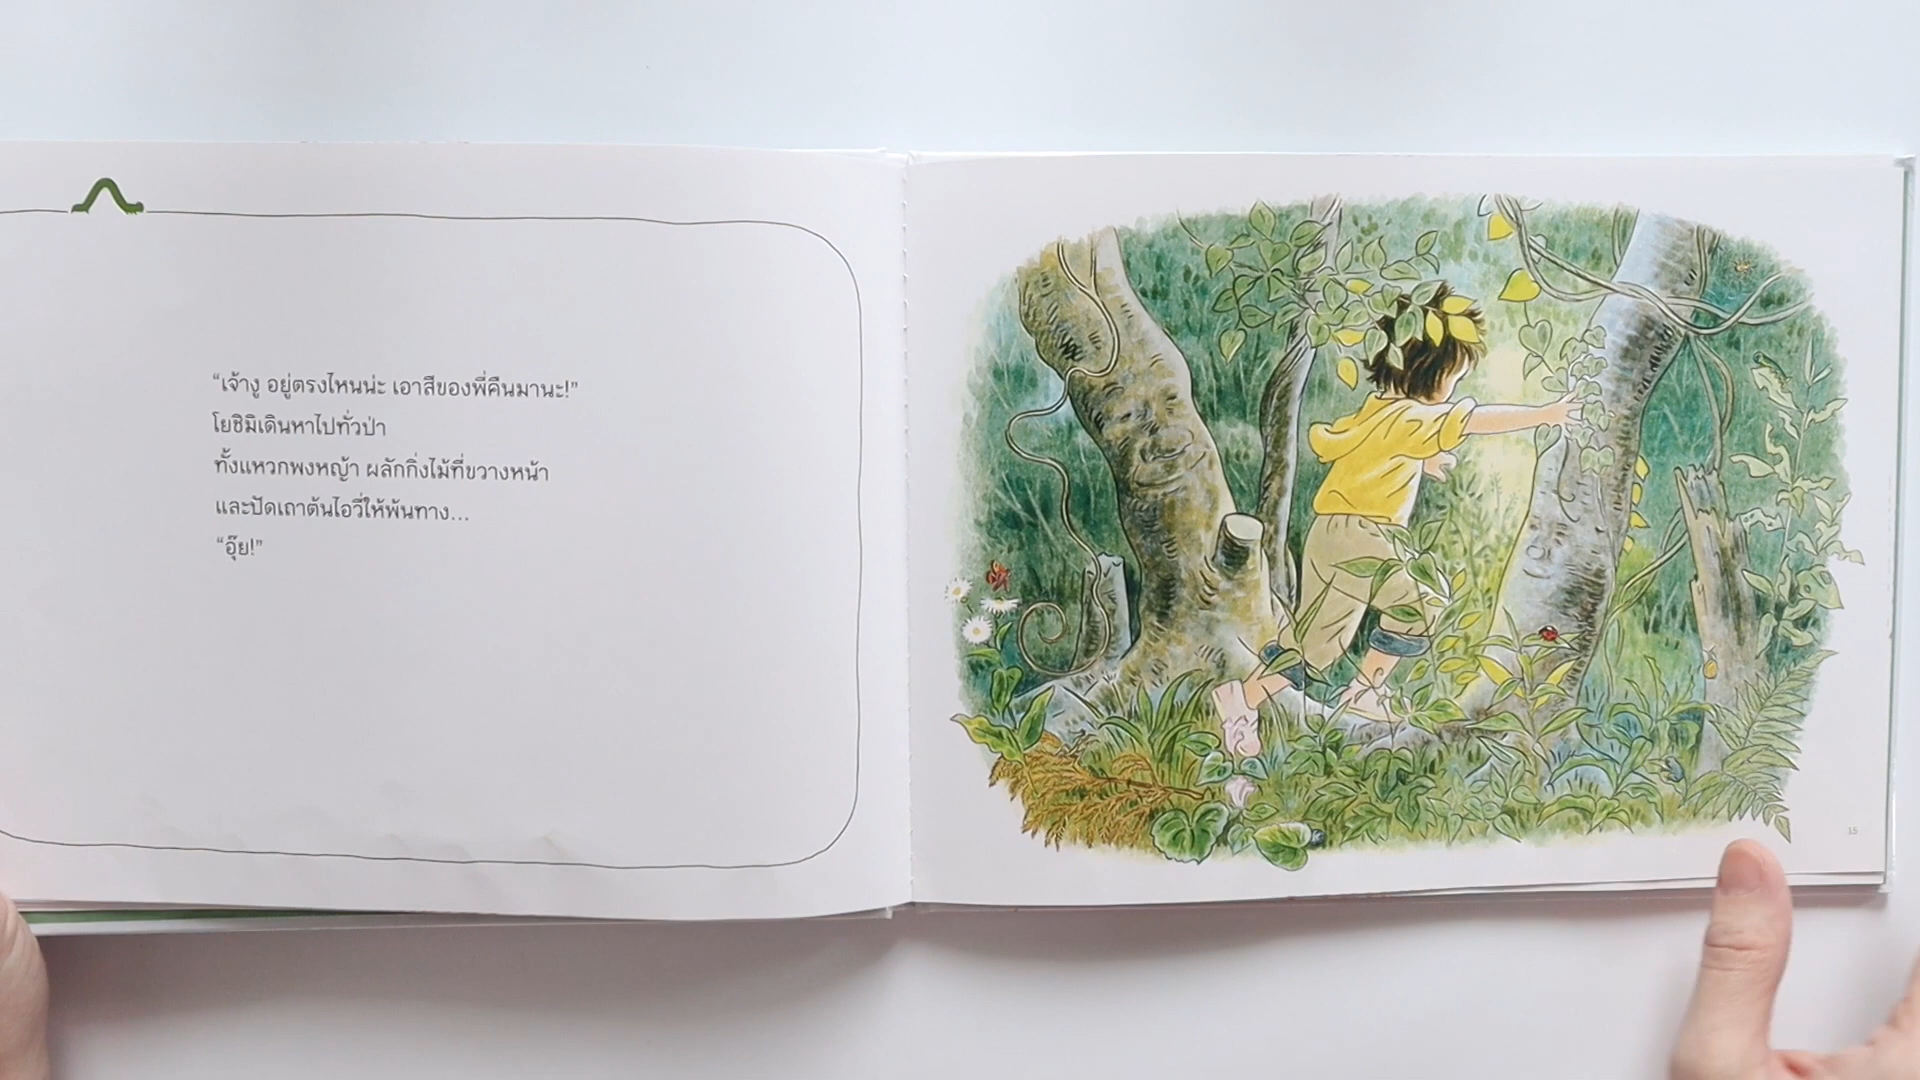 “เจ้างู อยู่ตรงไหนน่ะ เอาสีของพี่คืนมานะ!”
โยชิมิเดินหาไปทั่วป่า
ทั้งแหวกพงหญ้า ผลักกิ่งไม้ที่ขวางหน้า
และปัดเถาต้นไอวี่ให้พ้นทาง...
“อุ๊ย!”
15